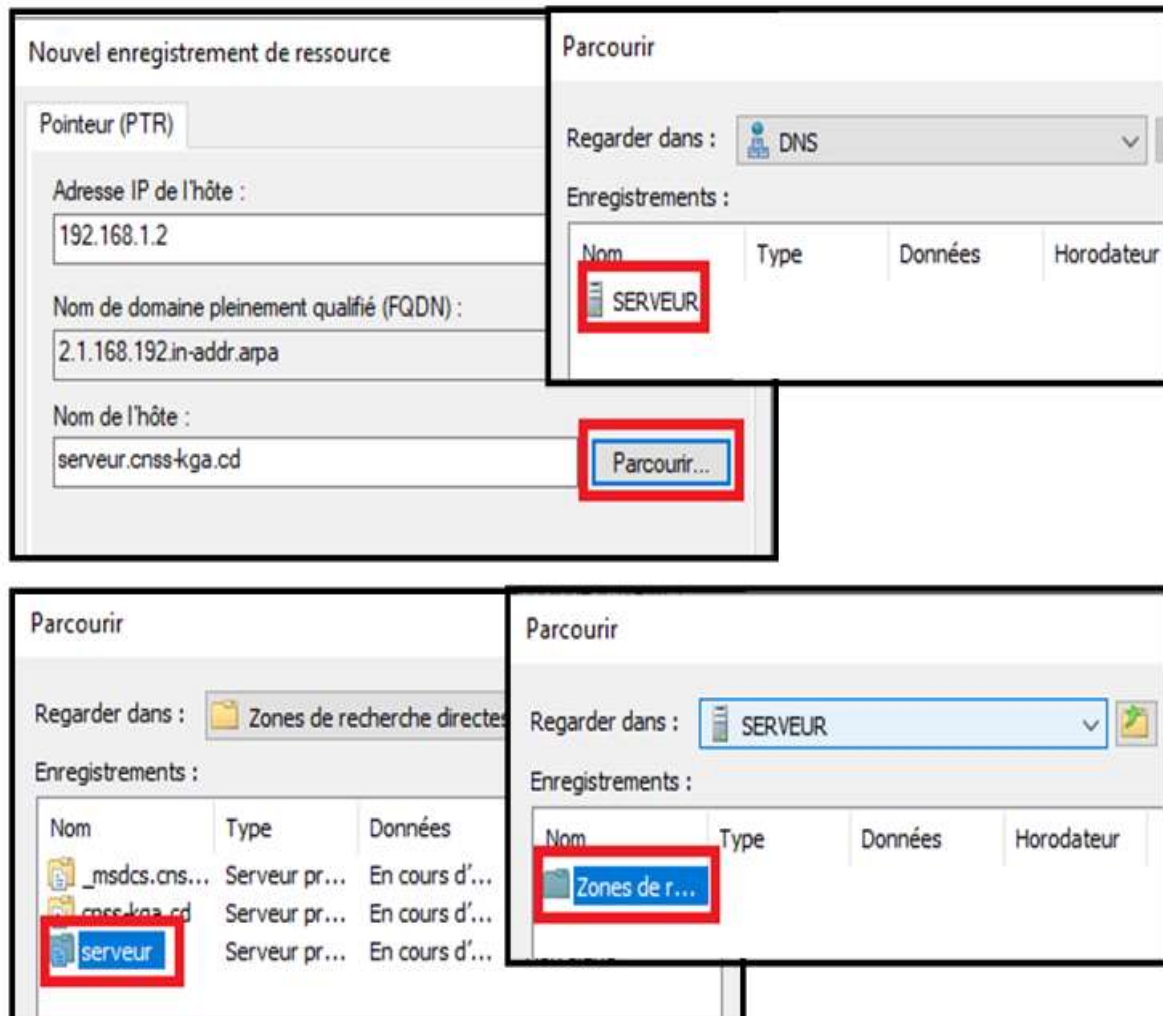 Nouvel enregistrement de ressource
Pointeur (PTR)
Adresse IP de l'hôte :
192.168.1.2
Nom de domaine pleinement qualifié (FQDN) :
2.1.168.192.in-addr.arpa
Nom de l'hôte :
serveur.cnss-kga.cd
Parcourir...
Parcourir
Regarder dans : DNS
Enregistrements :
Nom Type Données Horodateur
SERVEUR
Parcourir
Regarder dans : Zones de recherche directes
Enregistrements :
Nom Type Données
_msdcs.cns... Serveur pr... En cours d'...
cnss-kga.cd Serveur pr... En cours d'...
serveur Serveur pr... En cours d'...
Parcourir
Regarder dans : SERVEUR
Enregistrements :
Nom Type Données Horodateur
Zones de r...